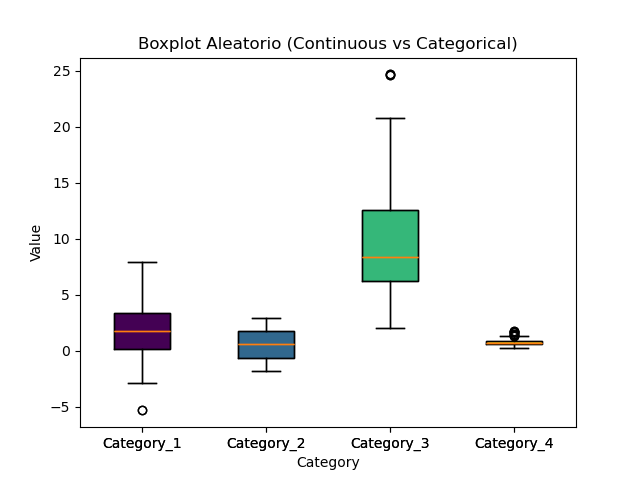 Boxplot Aleatorio (Continuous vs Categorical)
Value
25
20
15
10
5
0
−5
Category_1 Category_2 Category_3 Category_4
Category